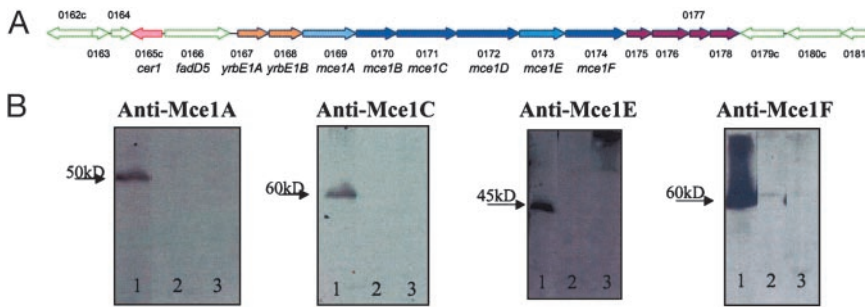 A
0162c 0164 0177
0163 0165c 0166 0167 0168 0169 0170 0171 0172 0173 0174 0175 0176 0178 0179c 0180c 0181
cer1 fadD5 yrbE1A yrbE1B mce1A mce1B mce1C mce1D mce1E mce1F
B
Anti-Mce1A Anti-Mce1C Anti-Mce1E Anti-Mce1F
50kD 60kD 45kD 60kD
1 2 3 1 2 3 1 2 3 1 2 3